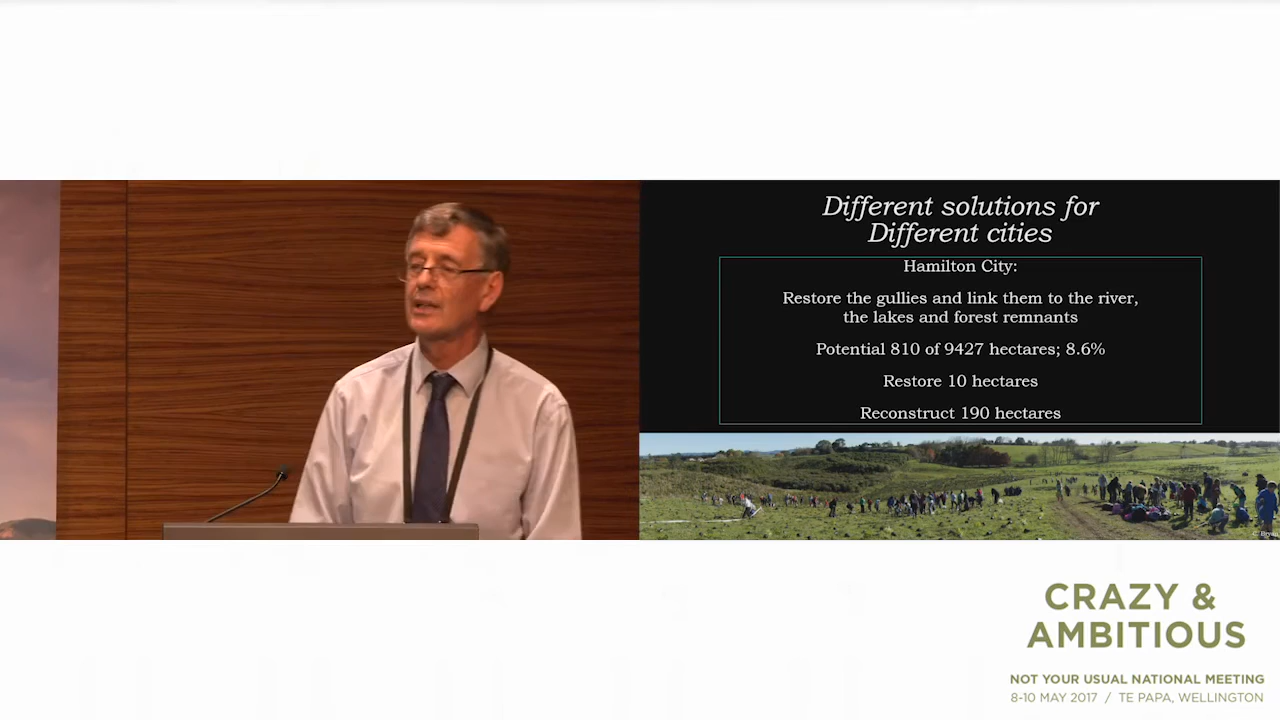 Different solutions for
Different cities
Hamilton City:
Restore the gullies and link them to the river,
the lakes and forest remnants
Potential 810 of 9427 hectares; 8.6%
Restore 10 hectares
Reconstruct 190 hectares
CRAZY &
AMBITIOUS
NOT YOUR USUAL NATIONAL MEETING
8-10 MAY 2017 / TE PAPA, WELLINGTON